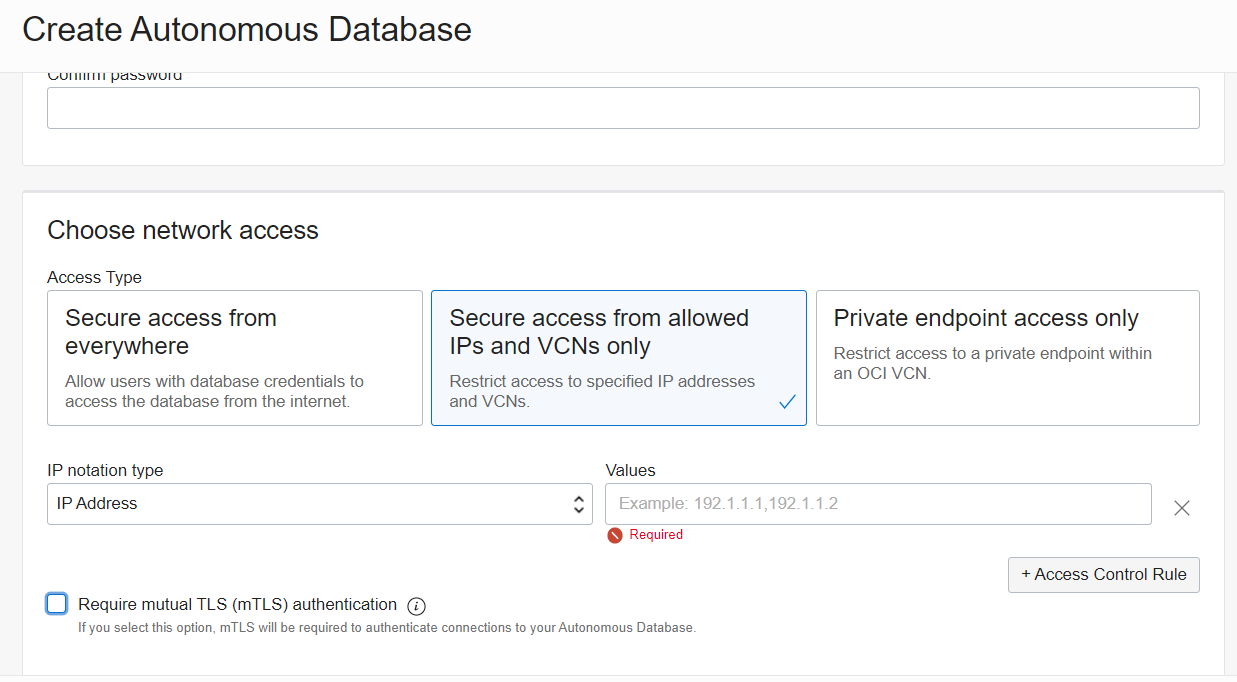 Create Autonomous Database
Confirm password
Choose network access
Access Type
Secure access from
everywhere
Allow users with database credentials to
access the database from the internet.
Secure access from allowed
IPs and VCNs only
Restrict access to specified IP addresses
and VCNs.
Private endpoint access only
Restrict access to a private endpoint within
an OCI VCN.
IP notation type
IP Address
Values
Example: 192.1.1.1,192.1.1.2
Required
+ Access Control Rule
Require mutual TLS (mTLS) authentication
If you select this option, mTLS will be required to authenticate connections to your Autonomous Database.